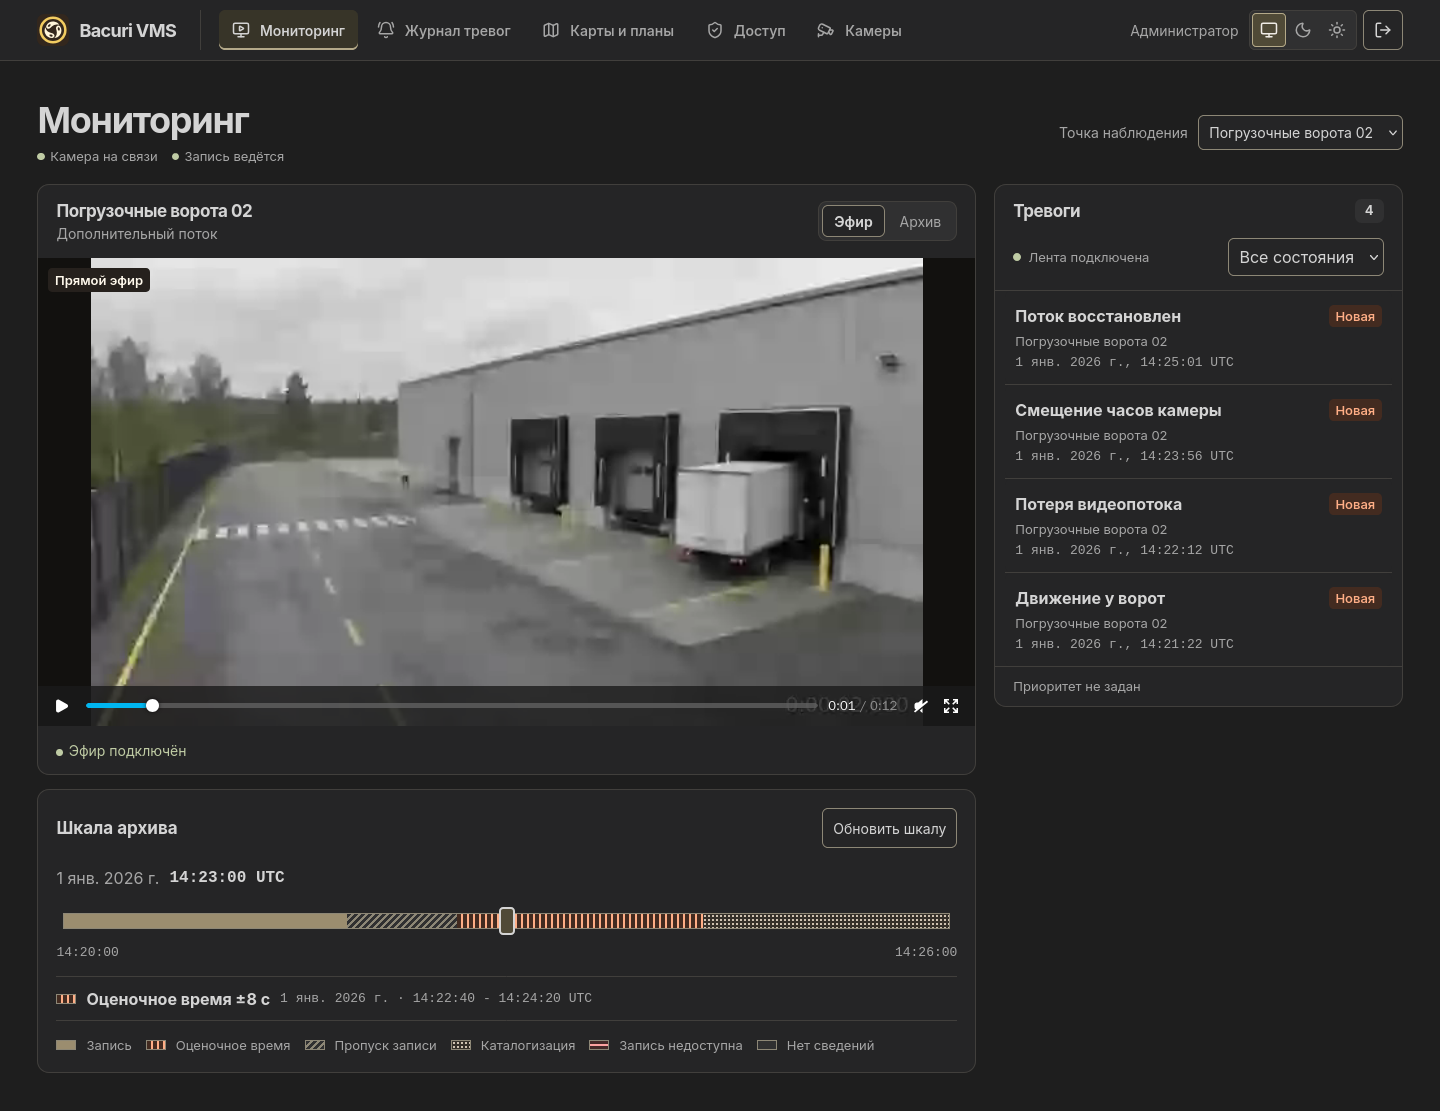 Bacuri VMS
Мониторинг
Журнал тревог
Карты и планы
Доступ
Камеры
Администратор
Мониторинг
Камера на связи
Запись ведётся
Точка наблюдения
Погрузочные ворота 02
Погрузочные ворота 02
Дополнительный поток
Эфир
Архив
Прямой эфир
0:01 / 0:12
Эфир подключён
Шкала архива
Обновить шкалу
1 янв. 2026 г. 14:23:00 UTC
14:20:00
14:26:00
Оценочное время ±8 с 1 янв. 2026 г. · 14:22:40 - 14:24:20 UTC
Запись
Оценочное время
Пропуск записи
Каталогизация
Запись недоступна
Нет сведений
Тревоги
4
Лента подключена
Все состояния
Поток восстановлен
Новая
Погрузочные ворота 02
1 янв. 2026 г., 14:25:01 UTC
Смещение часов камеры
Новая
Погрузочные ворота 02
1 янв. 2026 г., 14:23:56 UTC
Потеря видеопотока
Новая
Погрузочные ворота 02
1 янв. 2026 г., 14:22:12 UTC
Движение у ворот
Новая
Погрузочные ворота 02
1 янв. 2026 г., 14:21:22 UTC
Приоритет не задан